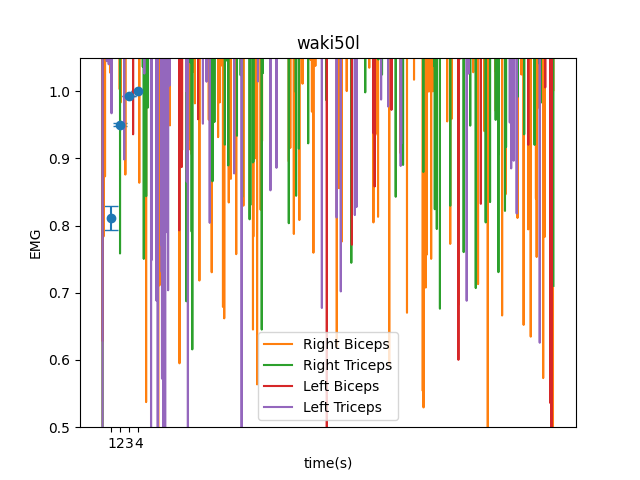 waki50l
EMG
1.0
0.9
0.8
0.7
0.6
0.5
Right Biceps
Right Triceps
Left Biceps
Left Triceps
1234
time(s)